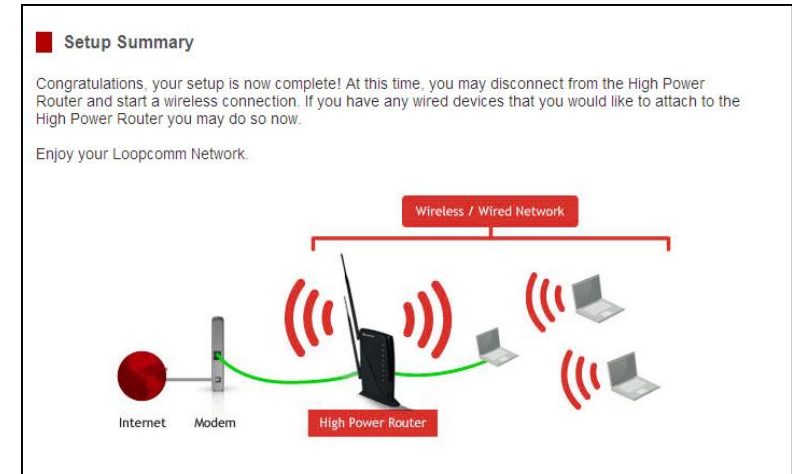 Setup Summary
Congratulations, your setup is now complete! At this time, you may disconnect from the High Power
Router and start a wireless connection. If you have any wired devices that you would like to attach to the
High Power Router you may do so now.
Enjoy your Loopcomm Network.
Wireless / Wired Network
Internet
Modem
High Power Router